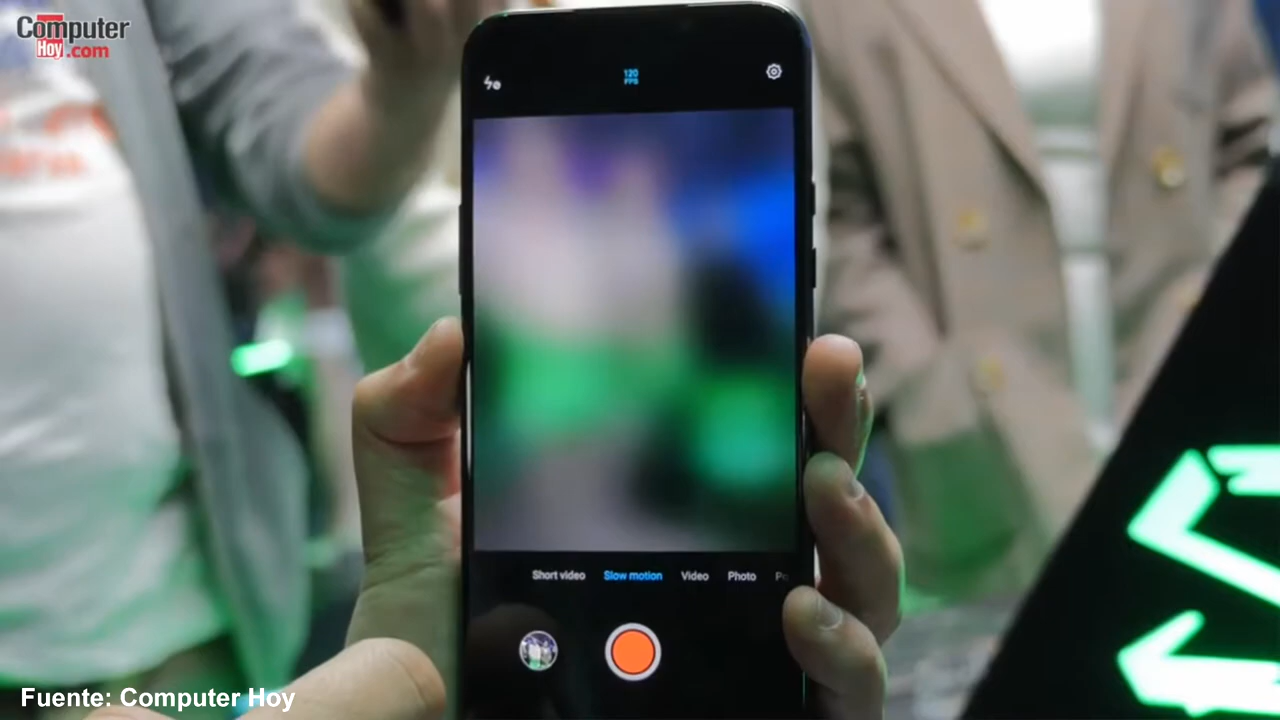 Computer
Hoy.com
120
FPS
Short video
Slow motion
Video
Photo
Fuente: Computer Hoy